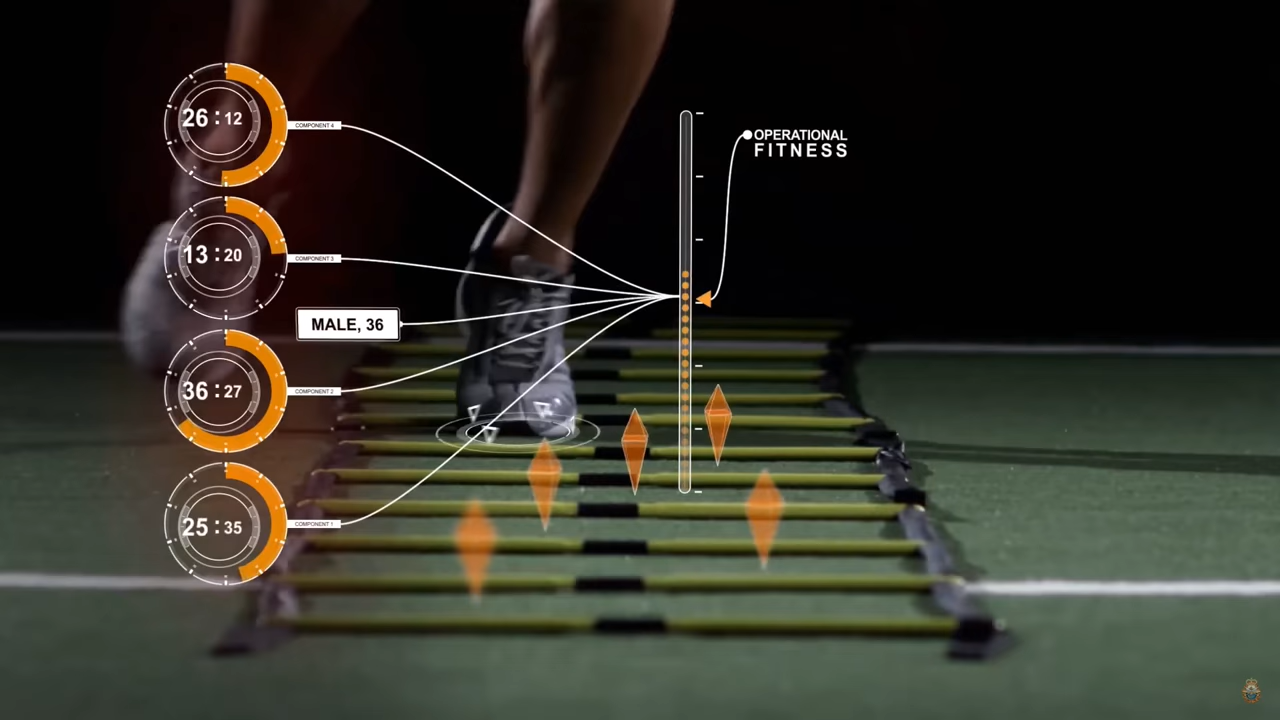 26 : 12
COMPONENT 4
OPERATIONAL
FITNESS
13 : 20
COMPONENT 3
MALE, 36
36 : 27
COMPONENT 2
25 : 35
COMPONENT 1